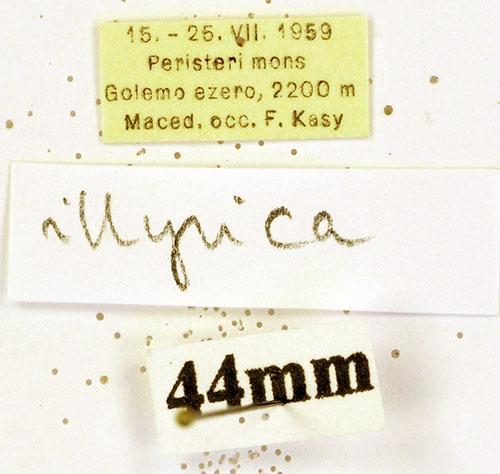 15. - 25. VII. 1959
Peristeri mons
Golemo ezero, 2200 m
Maced. occ. F. Kasy
illyrica
44mm